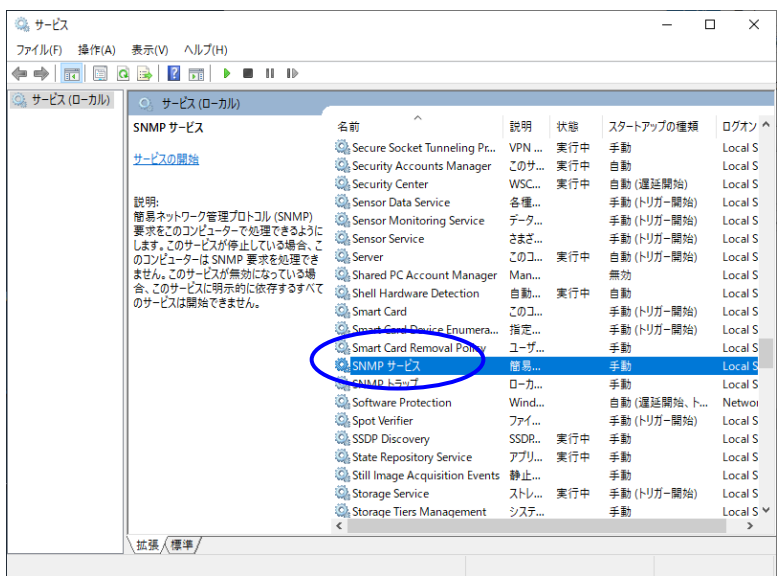 サービス
ファイル(F) 操作(A) 表示(V) ヘルプ(H)
サービス (ローカル)
サービス (ローカル)
SNMP サービス
サービスの開始
説明:
簡易ネットワーク管理プロトコル (SNMP)
要求をこのコンピューターで処理できるように
します。このサービスが停止している場合、こ
のコンピューターは SNMP 要求を処理でき
ません。このサービスが無効になっている場
合、このサービスに明示的に依存するすべて
のサービスは開始できません。
名前 説明 状態 スタートアップの種類 ログオン
Secure Socket Tunneling Pr... VPN ... 実行中 手動 Local S
Security Accounts Manager このサ... 実行中 自動 Local S
Security Center WSC... 実行中 自動 (遅延開始) Local S
Sensor Data Service 各種... 手動 (トリガー開始) Local S
Sensor Monitoring Service データ... 手動 (トリガー開始) Local S
Sensor Service さまざ... 手動 (トリガー開始) Local S
Server このコ... 実行中 自動 (トリガー開始) Local S
Shared PC Account Manager Man... 無効 Local S
Shell Hardware Detection 自動... 実行中 自動 Local S
Smart Card このコ... 手動 (トリガー開始) Local S
Smart Card Device Enumera... 指定... 手動 (トリガー開始) Local S
Smart Card Removal Policy ユーザ... 手動 Local S
SNMP サービス 簡易... 手動 Local S
SNMP トラップ ローカ... 手動 Local S
Software Protection Wind... 自動 (遅延開始、ト... Networ
Spot Verifier ファイ... 手動 (トリガー開始) Local S
SSDP Discovery SSDP... 実行中 手動 Local S
State Repository Service アプリ... 実行中 手動 Local S
Still Image Acquisition Events 静止... 手動 Local S
Storage Service ストレ... 実行中 手動 (トリガー開始) Local S
Storage Tiers Management システ... 手動 Local S
拡張 標準